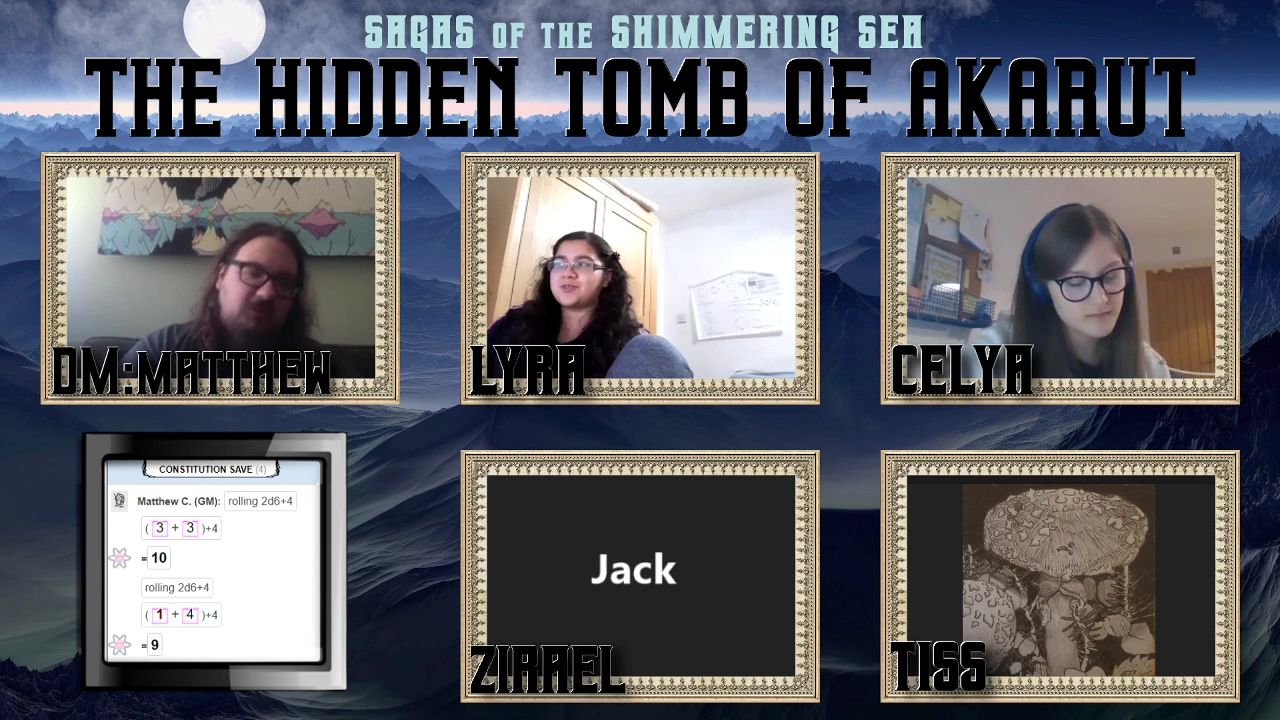 SAGAS OF THE SHIMMERING SEA
THE HIDDEN TOMB OF AKARUT
DM:MATTHEW
LYRA
CELYA
CONSTITUTION SAVE (4)
Matthew C. (GM): rolling 2d6+4
( 3 + 3 )+4
= 10
rolling 2d6+4
( 1 + 4 )+4
= 9
Jack
ZIRAEL
TISS